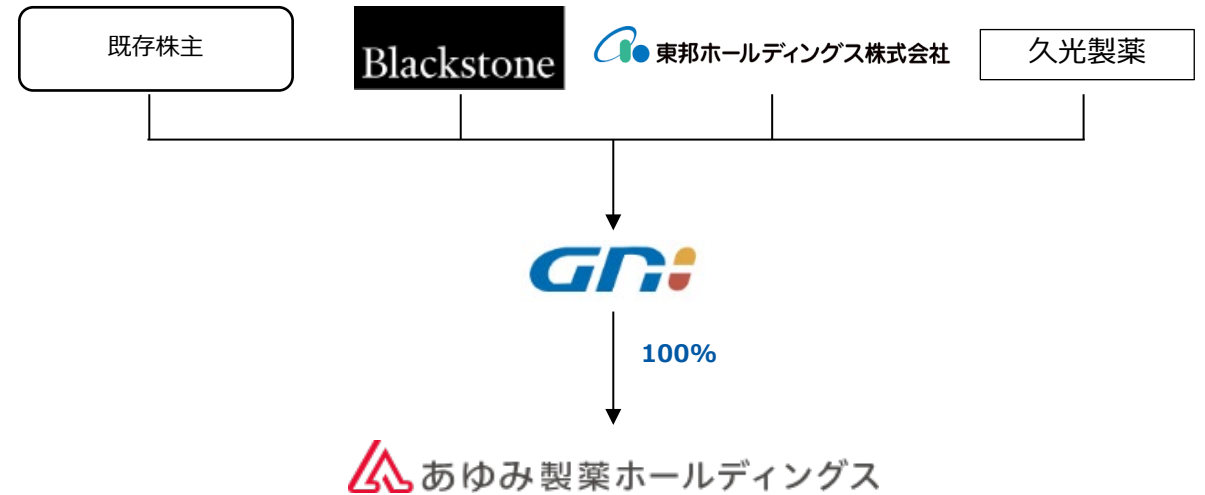 既存株主
Blackstone
東邦ホールディングス株式会社
久光製薬
GNI
100%
あゆみ製薬ホールディングス